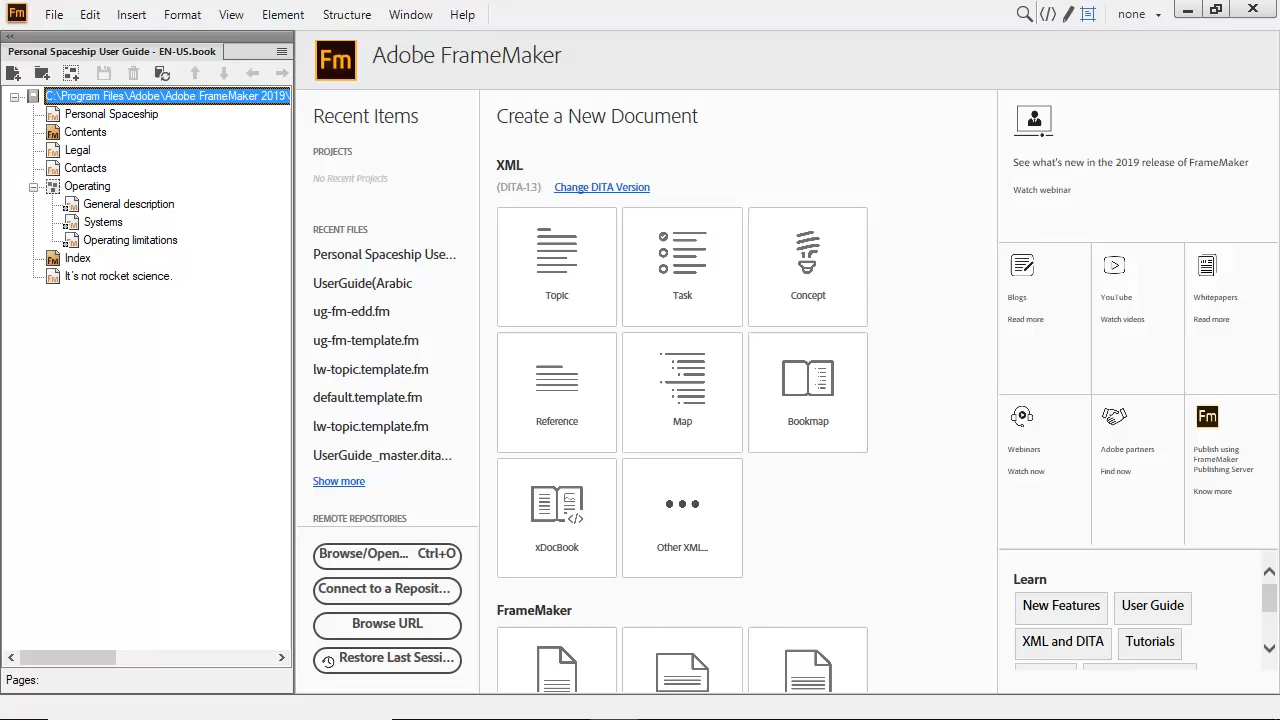 Fm
File Edit Insert Format View Element Structure Window Help
none
Personal Spaceship User Guide - EN-US.book
C:\Program Files\Adobe\Adobe FrameMaker 2019\
Personal Spaceship
Contents
Legal
Contacts
Operating
General description
Systems
Operating limitations
Index
It's not rocket science.
Pages:
Fm Adobe FrameMaker
Recent Items
PROJECTS
No Recent Projects
RECENT FILES
Personal Spaceship Use...
UserGuide(Arabic
ug-fm-edd.fm
ug-fm-template.fm
lw-topic.template.fm
default.template.fm
lw-topic.template.fm
UserGuide_master.dita...
Show more
REMOTE REPOSITORIES
Browse/Open... Ctrl+O
Connect to a Reposit...
Browse URL
Restore Last Sessi...
Create a New Document
XML
(DITA-1.3) Change DITA Version
Topic Task Concept
Reference Map Bookmap
xDocBook Other XML...
FrameMaker
See what's new in the 2019 release of FrameMaker
Watch webinar
Blogs
Read more
YouTube
Watch videos
Whitepapers
Read more
Webinars
Watch now
Adobe partners
Find now
Fm
Publish using
FrameMaker
Publishing Server
Know more
Learn
New Features User Guide
XML and DITA Tutorials